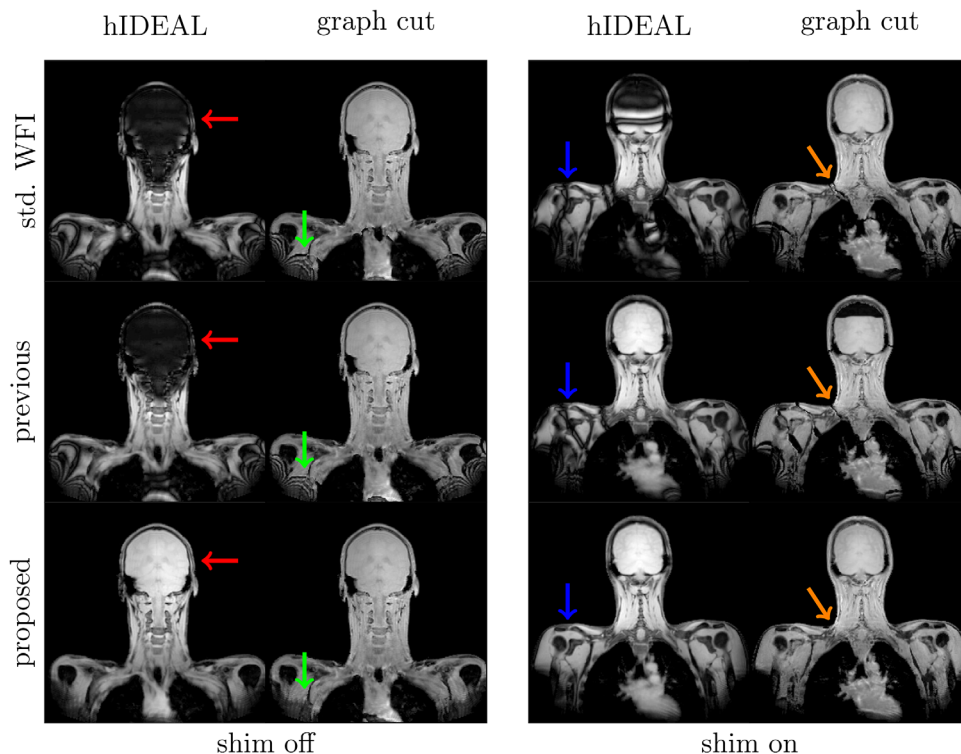 hIDEAL
graph cut
hIDEAL
graph cut
std. WFI
previous
proposed
shim off
shim on